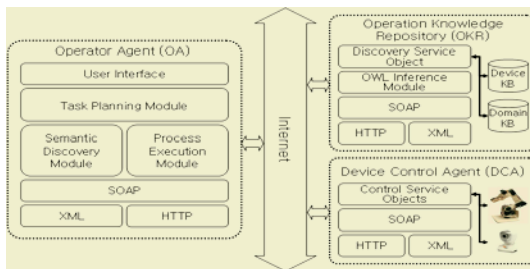 Operator Agent (OA)
User Interface
Task Planning Module
Semantic
Discovery
Module
Process
Execution
Module
SOAP
XML
HTTP
Internet
Operation Knowledge
Repository (OKR)
Discovery Service
Object
OWL Inference
Module
SOAP
HTTP
XML
Device
KB
Domain
KB
Device Control Agent (DCA)
Control Service
Objects
SOAP
HTTP
XML